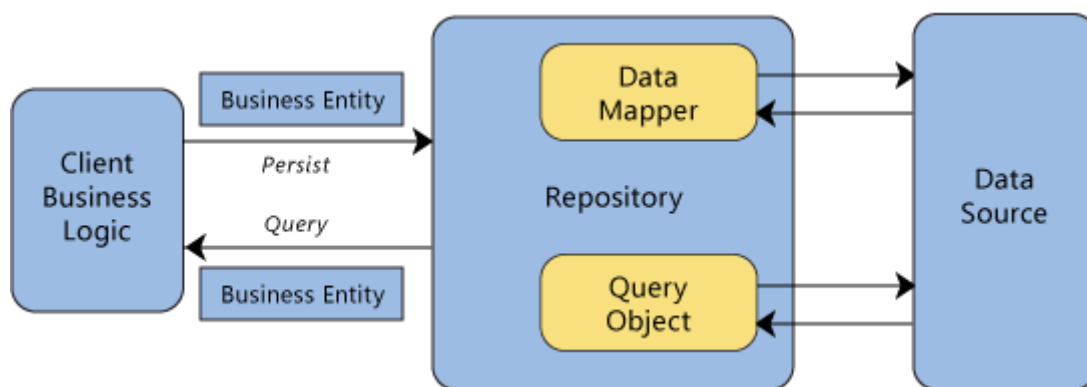 Client
Business
Logic
Business Entity
Persist
Query
Business Entity
Data
Mapper
Repository
Query
Object
Data
Source